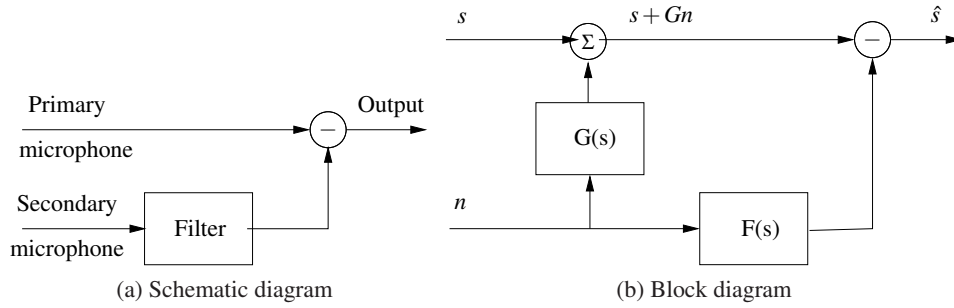 s
s + Gn
ŝ
Σ
−
Primary
Output
−
microphone
G(s)
Secondary
n
Filter
F(s)
microphone
(a) Schematic diagram
(b) Block diagram